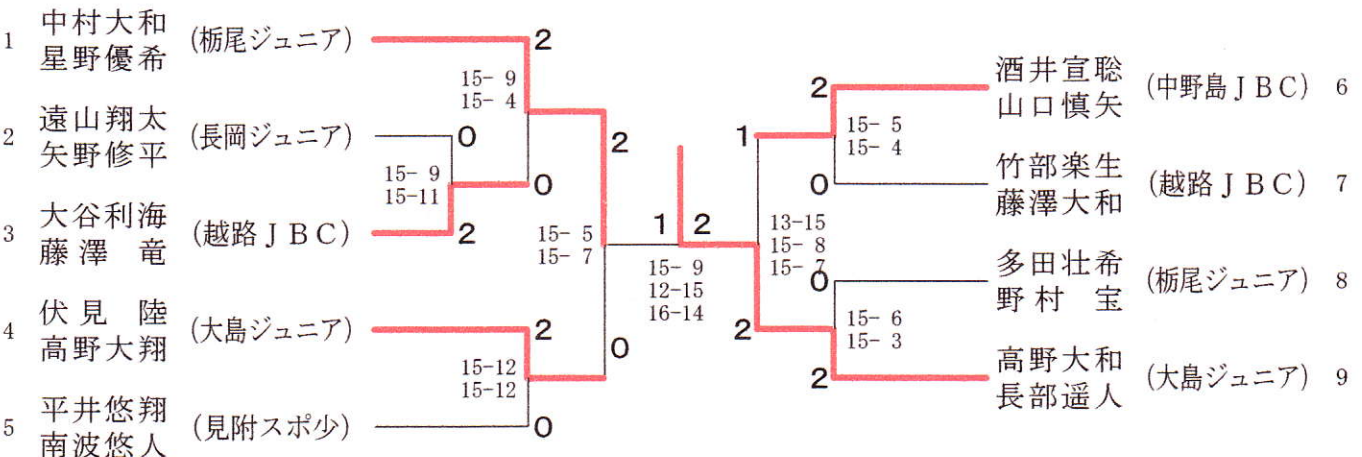 1 中村大和 (栃尾ジュニア)
星野優希
2
15- 9
15- 4
2 遠山翔太 (長岡ジュニア)
矢野修平
0
15- 9
15-11
0
3 大谷利海 (越路ＪＢＣ)
藤澤　竜
2
2
15- 5
15- 7
4 伏見　陸 (大島ジュニア)
高野大翔
2
15-12
15-12
0
5 平井悠翔 (見附スポ少)
南波悠人
0
1 2
15- 9
12-15
16-14
酒井宣聡 (中野島ＪＢＣ) 6
山口慎矢
2
1
15- 5
15- 4
竹部楽生 (越路ＪＢＣ) 7
藤澤大和
0
13-15
15- 8
15- 7
多田壮希 (栃尾ジュニア) 8
野村　宝
0
15- 6
15- 3
2
高野大和 (大島ジュニア) 9
長部遥人
2